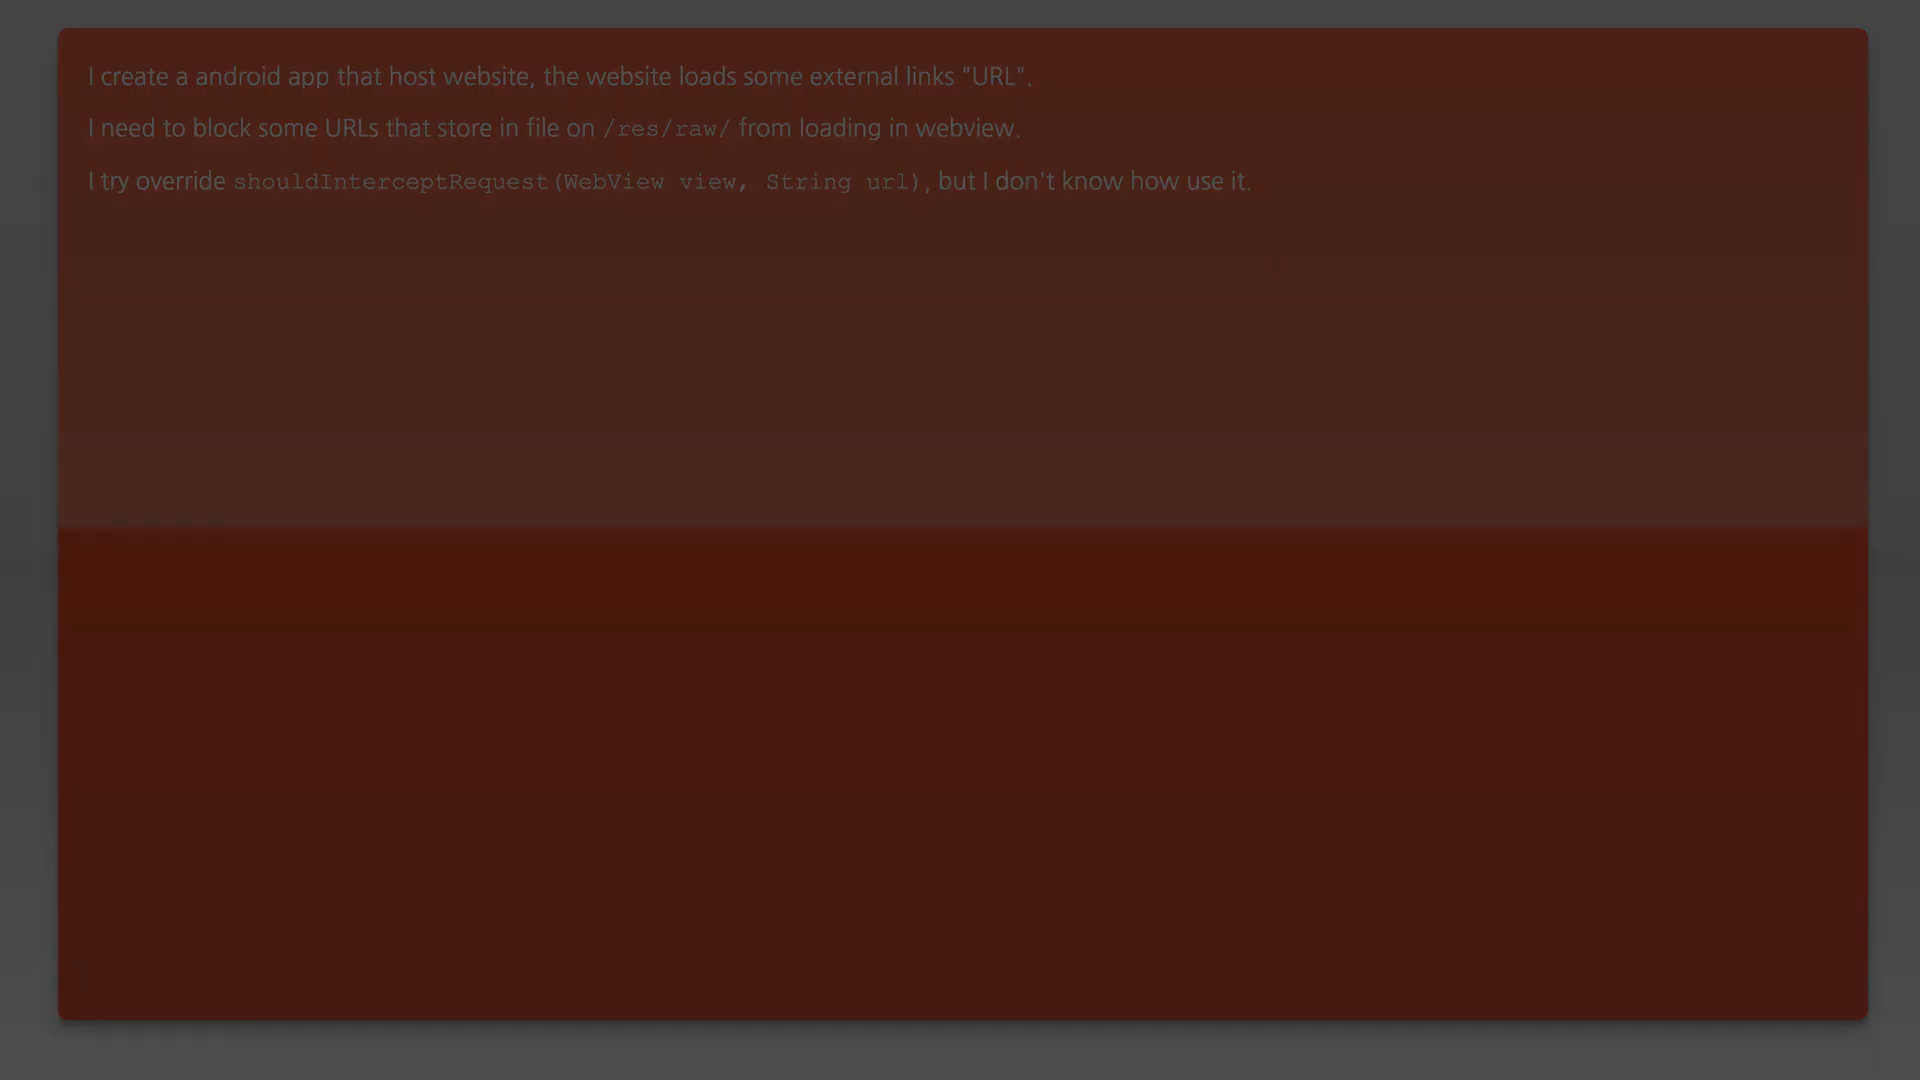 I create a android app that host website, the website loads some external links "URL".
I need to block some URLs that store in file on /res/raw/ from loading in webview.
I try override shouldInterceptRequest(WebView view, String url), but I don't know how use it.